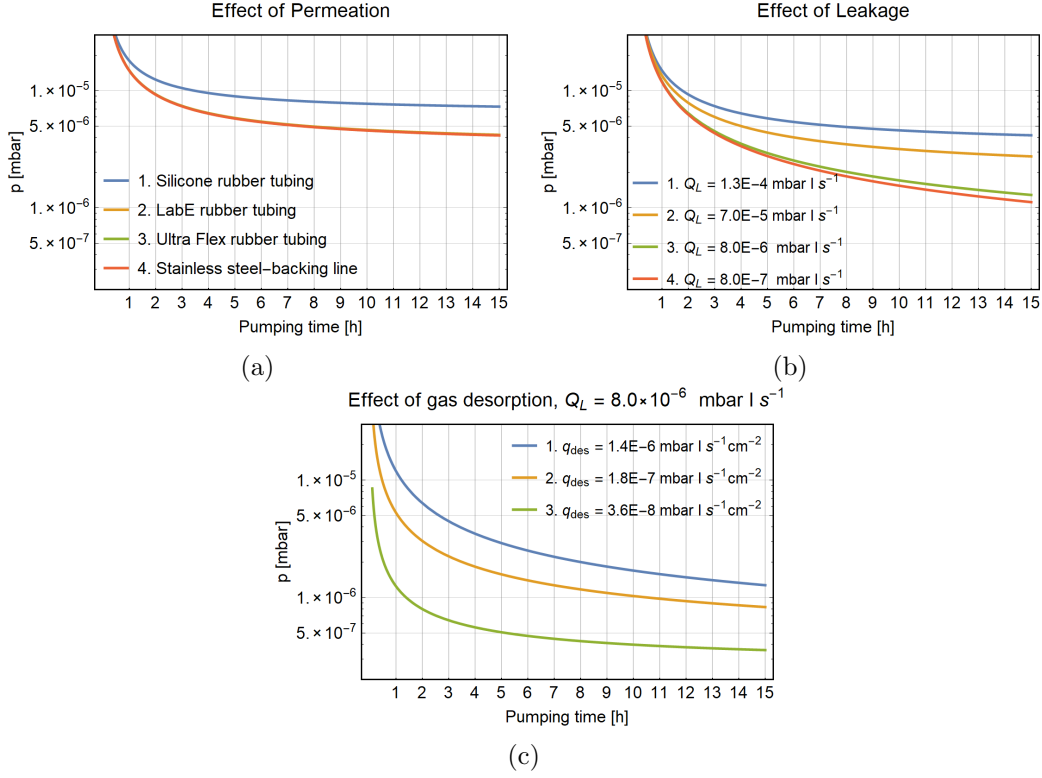 Effect of Permeation
p [mbar]
1. × 10⁻⁵
5. × 10⁻⁶
1. × 10⁻⁶
5. × 10⁻⁷
1. Silicone rubber tubing
2. LabE rubber tubing
3. Ultra Flex rubber tubing
4. Stainless steel-backing line
1 2 3 4 5 6 7 8 9 10 11 12 13 14 15
Pumping time [h]
(a)
Effect of Leakage
p [mbar]
1. × 10⁻⁵
5. × 10⁻⁶
1. × 10⁻⁶
5. × 10⁻⁷
1. Q_L = 1.3E−4 mbar l s⁻¹
2. Q_L = 7.0E−5 mbar l s⁻¹
3. Q_L = 8.0E−6 mbar l s⁻¹
4. Q_L = 8.0E−7 mbar l s⁻¹
1 2 3 4 5 6 7 8 9 10 11 12 13 14 15
Pumping time [h]
(b)
Effect of gas desorption, Q_L = 8.0×10⁻⁶ mbar l s⁻¹
p [mbar]
1. × 10⁻⁵
5. × 10⁻⁶
1. × 10⁻⁶
5. × 10⁻⁷
1. q_des = 1.4E−6 mbar l s⁻¹cm⁻²
2. q_des = 1.8E−7 mbar l s⁻¹cm⁻²
3. q_des = 3.6E−8 mbar l s⁻¹cm⁻²
1 2 3 4 5 6 7 8 9 10 11 12 13 14 15
Pumping time [h]
(c)